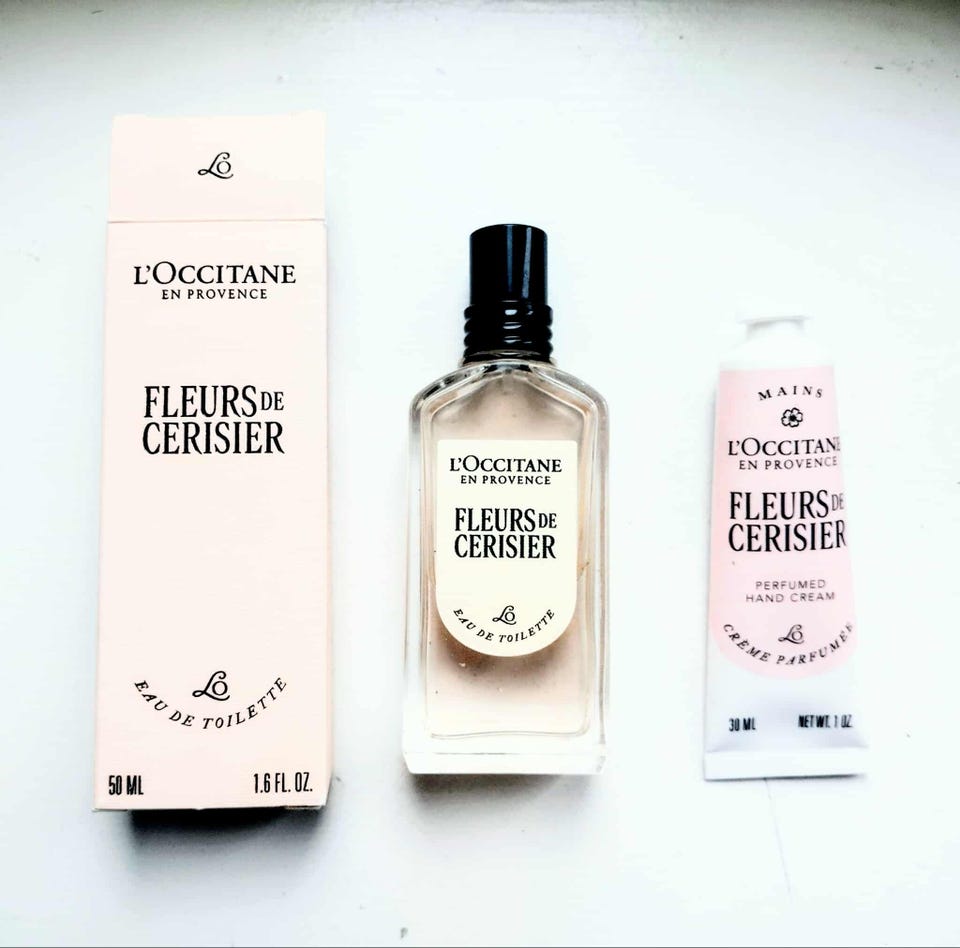 LO
L'OCCITANE
EN PROVENCE
FLEURS DE
CERISIER
LO
EAU DE TOILETTE
50 ML
1.6 FL. OZ.
L'OCCITANE
EN PROVENCE
FLEURS DE
CERISIER
LO
EAU DE TOILETTE
MAINS
L'OCCITANE
EN PROVENCE
FLEURS DE
CERISIER
PERFUMED
HAND CREAM
LO
CRÈME PARFUMÉE
30 ML
NET WT. 1 OZ.